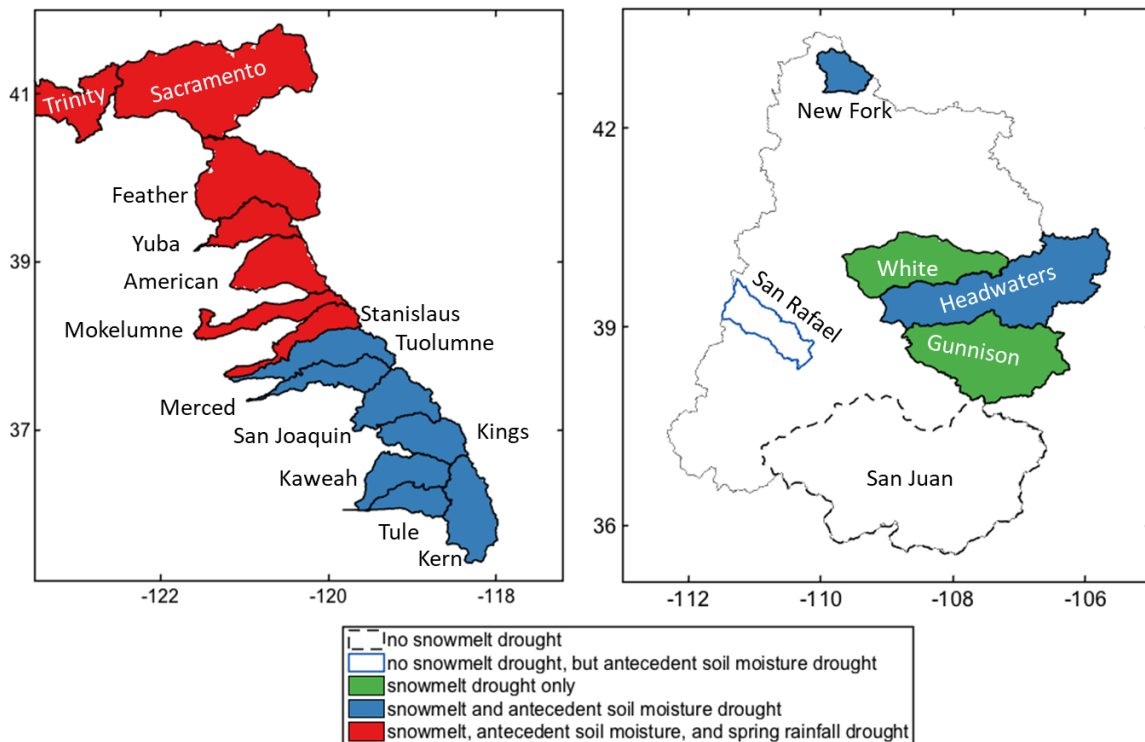 41
39
37
-122
-120
-118
Trinity
Sacramento
Feather
Yuba
American
Mokelumne
Stanislaus
Tuolumne
Merced
San Joaquin
Kings
Kaweah
Tule
Kern
42
39
36
-112
-110
-108
-106
New Fork
White
Headwaters
San Rafael
Gunnison
San Juan
no snowmelt drought
no snowmelt drought, but antecedent soil moisture drought
snowmelt drought only
snowmelt and antecedent soil moisture drought
snowmelt, antecedent soil moisture, and spring rainfall drought